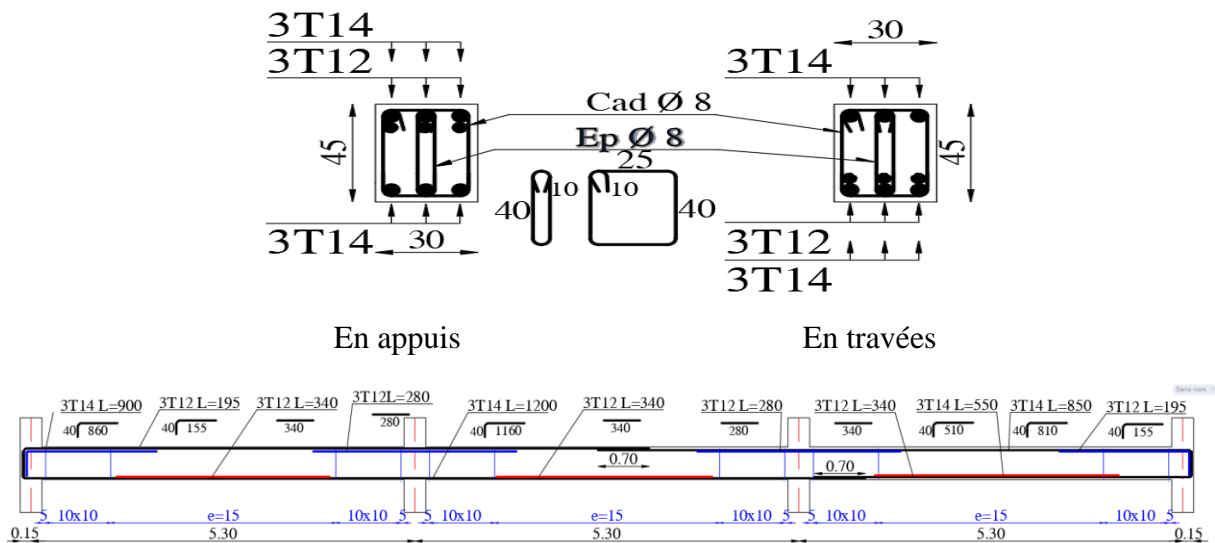 3T14
3T12
45
3T14
30
Cad Ø 8
Ep Ø 8
25
10
40
10
40
30
3T14
45
3T12
3T14
En appuis
En travées
Sans nom
3T14 L=900
40 860
3T12 L=195
40 155
3T12 L=340
340
3T12L=280
280
3T14 L=1200
40 1160
3T12 L=340
340
3T12 L=280
280
3T12 L=340
340
3T14 L=550
40 510
3T14 L=850
40 810
3T12 L=195
40 155
0.70
0.70
5 10x10 e=15 10x10 5 5 10x10 e=15 10x10 5 5 10x10 e=15 10x10 5
0.15 5.30 5.30 5.30 0.15